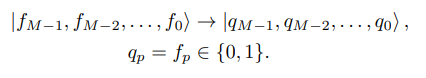 |f_{M−1}, f_{M−2}, . . . , f_0⟩ → |q_{M−1}, q_{M−2}, . . . , q_0⟩ ,
q_p = f_p ∈ {0, 1}.